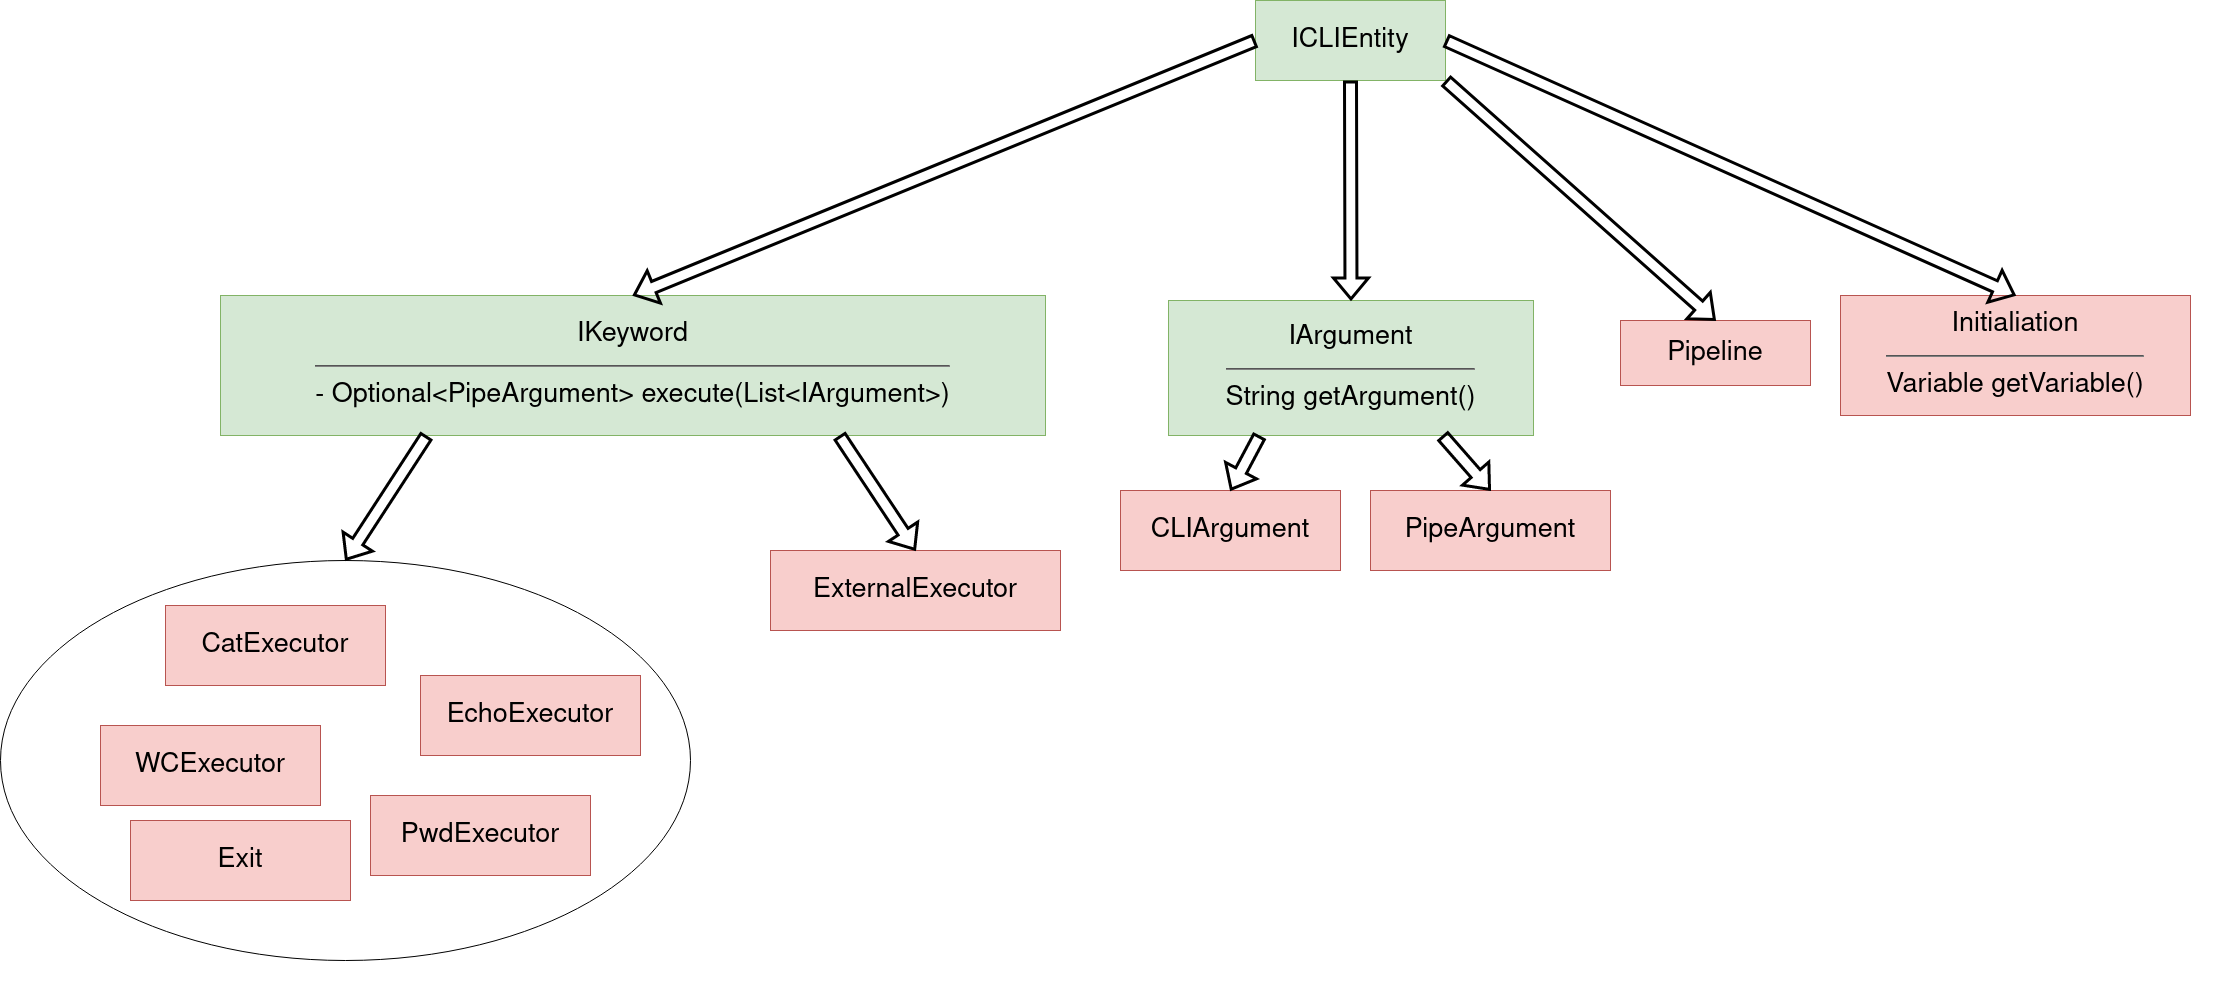 ICLIEntity
IKeyword
- Optional<PipeArgument> execute(List<IArgument>)
IArgument
String getArgument()
Pipeline
Initialiation
Variable getVariable()
CLIArgument
PipeArgument
ExternalExecutor
CatExecutor
EchoExecutor
WCExecutor
PwdExecutor
Exit